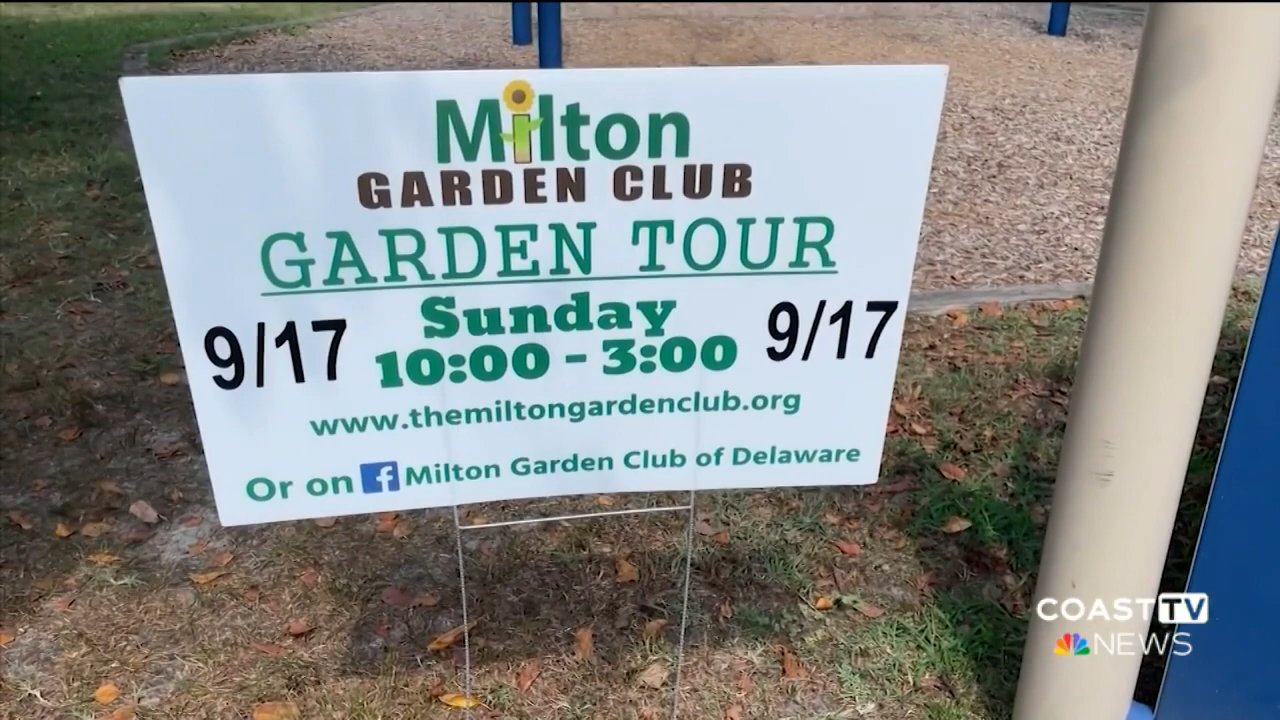 Milton
GARDEN CLUB
GARDEN TOUR
9/17 Sunday 9/17
10:00 - 3:00
www.themiltongardenclub.org
Or on f Milton Garden Club of Delaware
COAST TV
NEWS